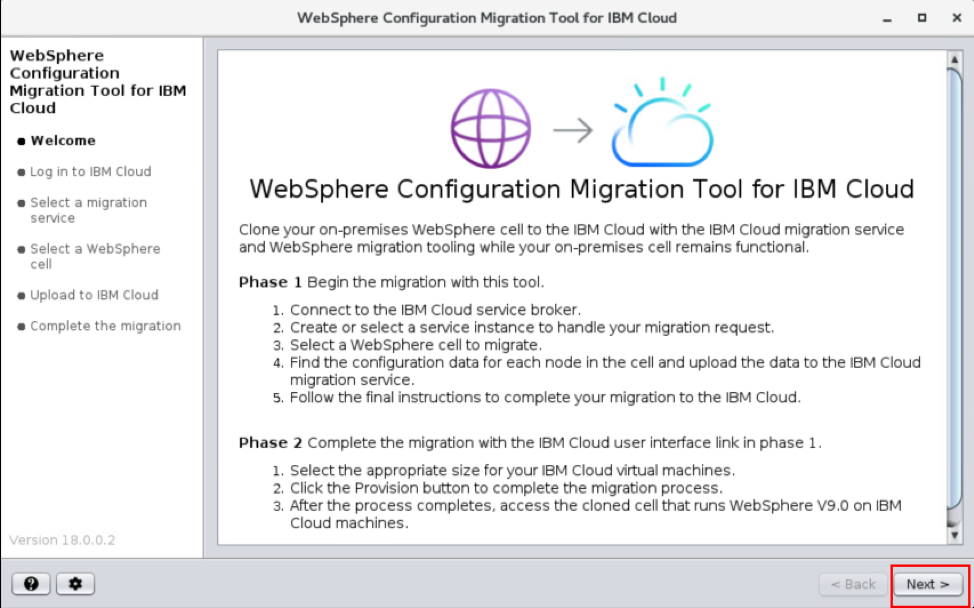 WebSphere Configuration Migration Tool for IBM Cloud
WebSphere
Configuration
Migration Tool for IBM
Cloud
Welcome
Log in to IBM Cloud
Select a migration
service
Select a WebSphere
cell
Upload to IBM Cloud
Complete the migration
Version 18.0.0.2
WebSphere Configuration Migration Tool for IBM Cloud
Clone your on-premises WebSphere cell to the IBM Cloud with the IBM Cloud migration service
and WebSphere migration tooling while your on-premises cell remains functional.
Phase 1 Begin the migration with this tool.
1. Connect to the IBM Cloud service broker.
2. Create or select a service instance to handle your migration request.
3. Select a WebSphere cell to migrate.
4. Find the configuration data for each node in the cell and upload the data to the IBM Cloud
migration service.
5. Follow the final instructions to complete your migration to the IBM Cloud.
Phase 2 Complete the migration with the IBM Cloud user interface link in phase 1.
1. Select the appropriate size for your IBM Cloud virtual machines.
2. Click the Provision button to complete the migration process.
3. After the process completes, access the cloned cell that runs WebSphere V9.0 on IBM
Cloud machines.
? < Back Next >